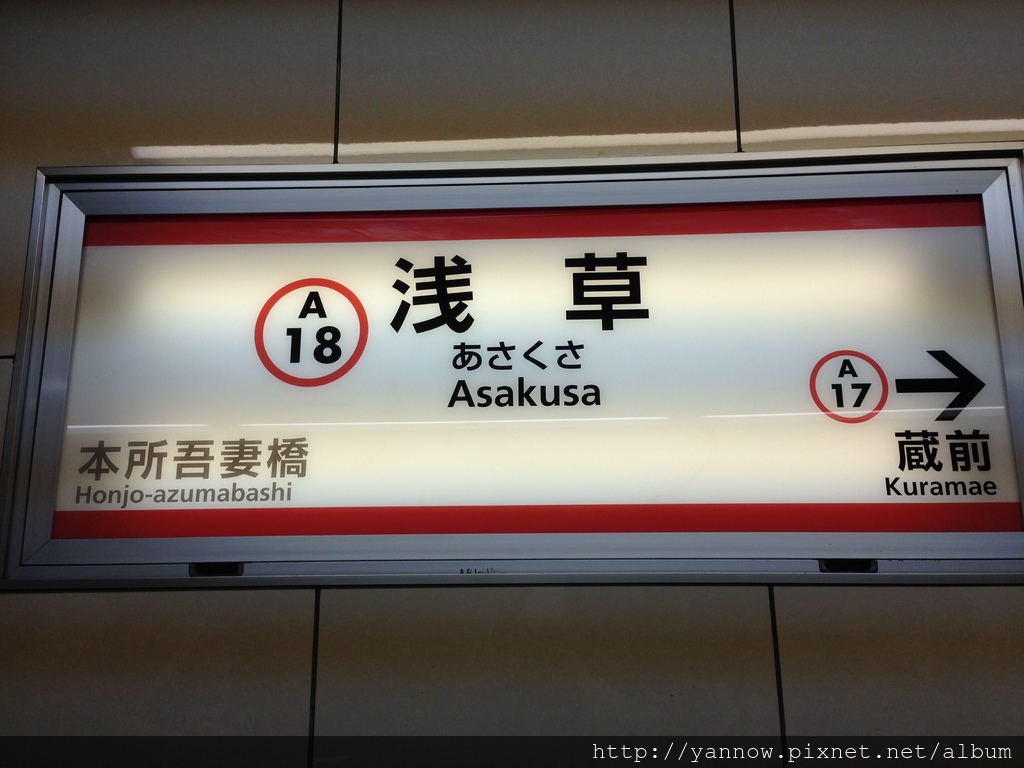 A
18
浅草
あさくさ
Asakusa
A
17
本所吾妻橋
Honjo-azumabashi
蔵前
Kuramae
http://yannow.pixnet.net/album